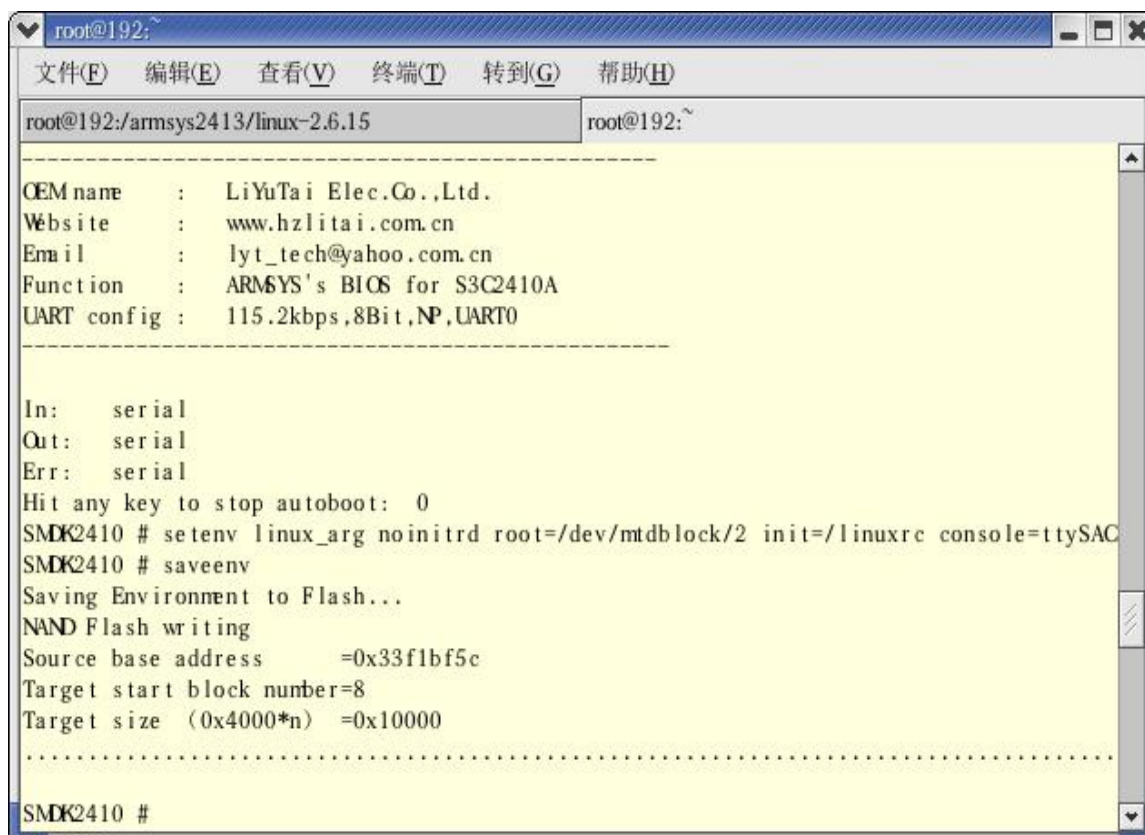 root@192:~
文件(F) 编辑(E) 查看(V) 终端(T) 转到(G) 帮助(H)
root@192:/armsys2413/linux-2.6.15 root@192:~
--------------------------------------------------
OEM name : LiYuTai Elec.Co.,Ltd.
Website : www.hzlitai.com.cn
Email : lyt_tech@yahoo.com.cn
Function : ARMSYS's BIOS for S3C2410A
UART config : 115.2kbps,8Bit,NP,UART0
---------------------------------------------------
In: serial
Out: serial
Err: serial
Hit any key to stop autoboot: 0
SMDK2410 # setenv linux_arg noinitrd root=/dev/mtdblock/2 init=/linuxrc console=ttySAC
SMDK2410 # saveenv
Saving Environment to Flash...
NAND Flash writing
Source base address =0x33f1bf5c
Target start block number=8
Target size (0x4000*n) =0x10000
......................................................................................
SMDK2410 #